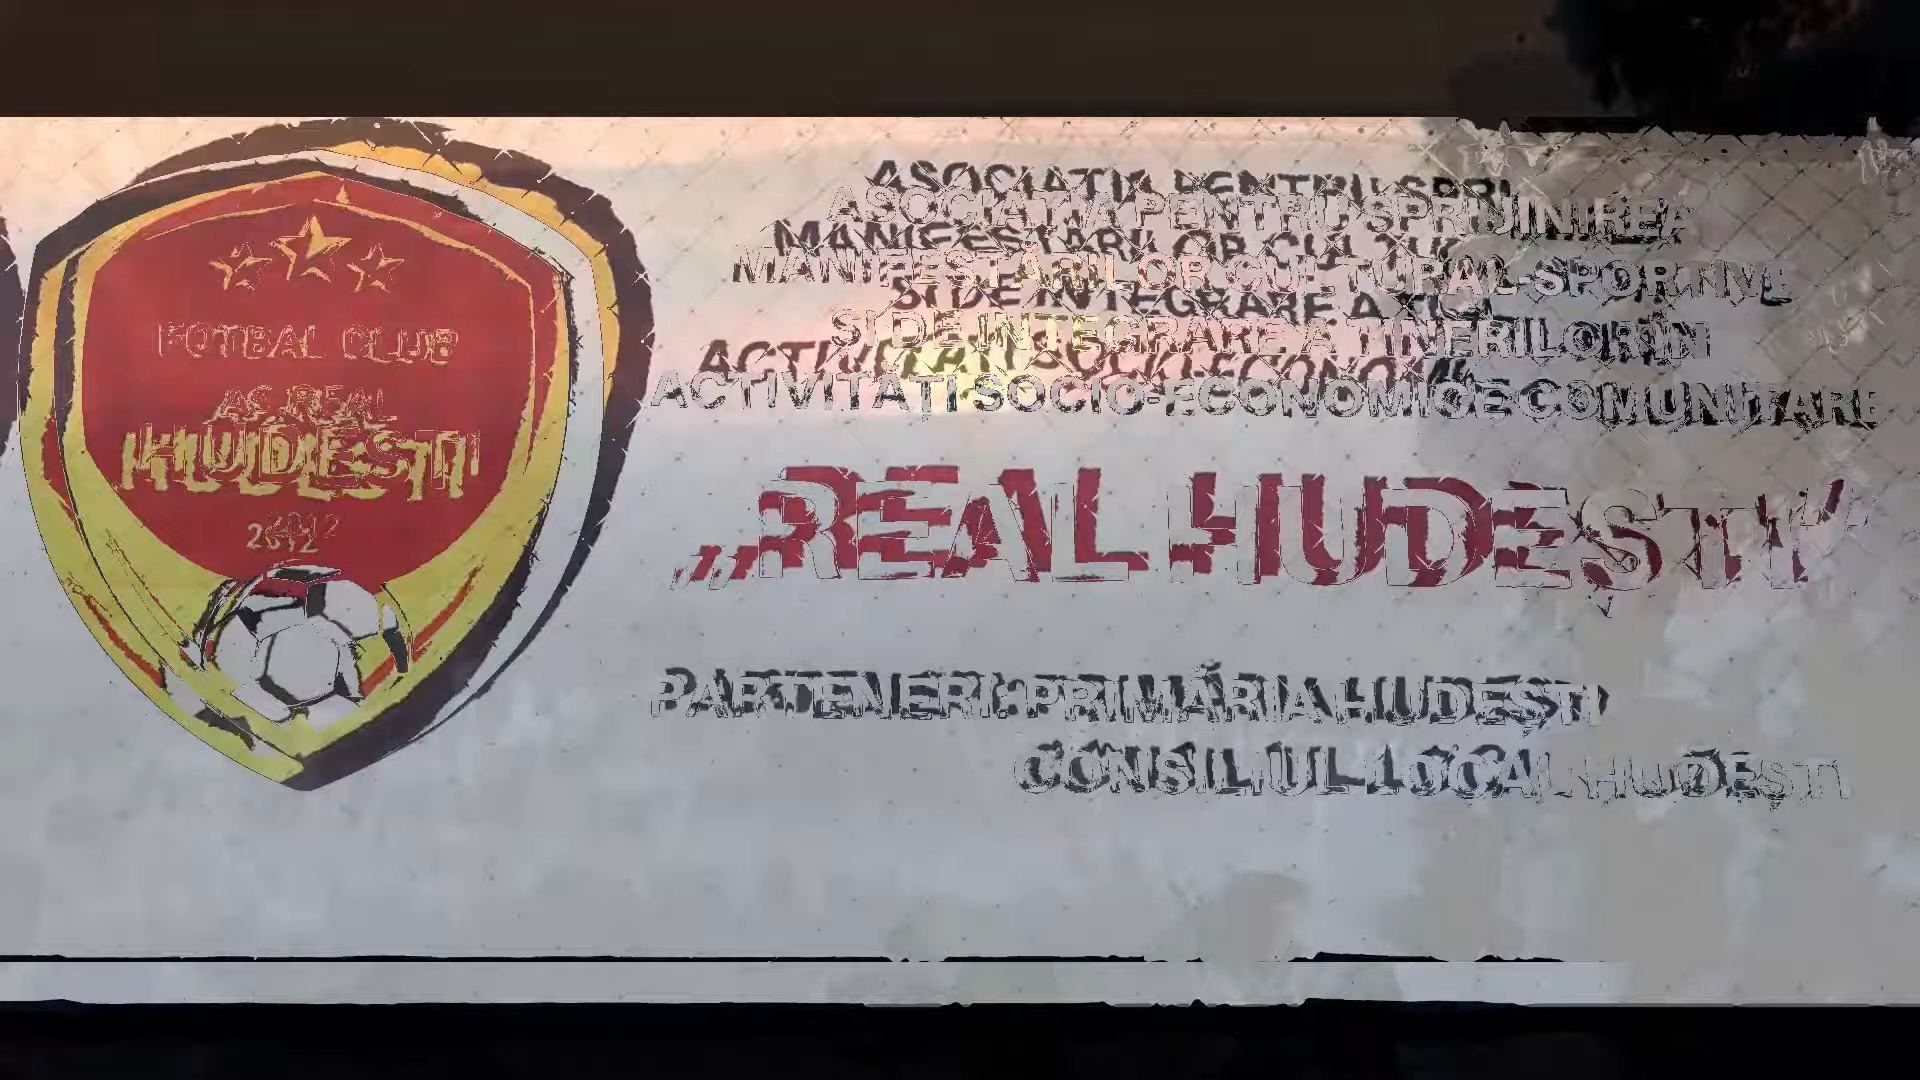 FOTBAL CLUB
AS REAL
HUDEȘTI
2012
ASOCIAȚIA PENTRU SPRIJINIREA
MANIFESTĂRILOR CULTURAL-SPORTIVE
ȘI DE INTEGRARE A TINERILOR ÎN
ACTIVITĂȚI SOCIO-ECONOMICE COMUNITARE
„REAL HUDEȘTI”
PARTENERI: PRIMĂRIA HUDEȘTI
CONSILIUL LOCAL HUDEȘTI